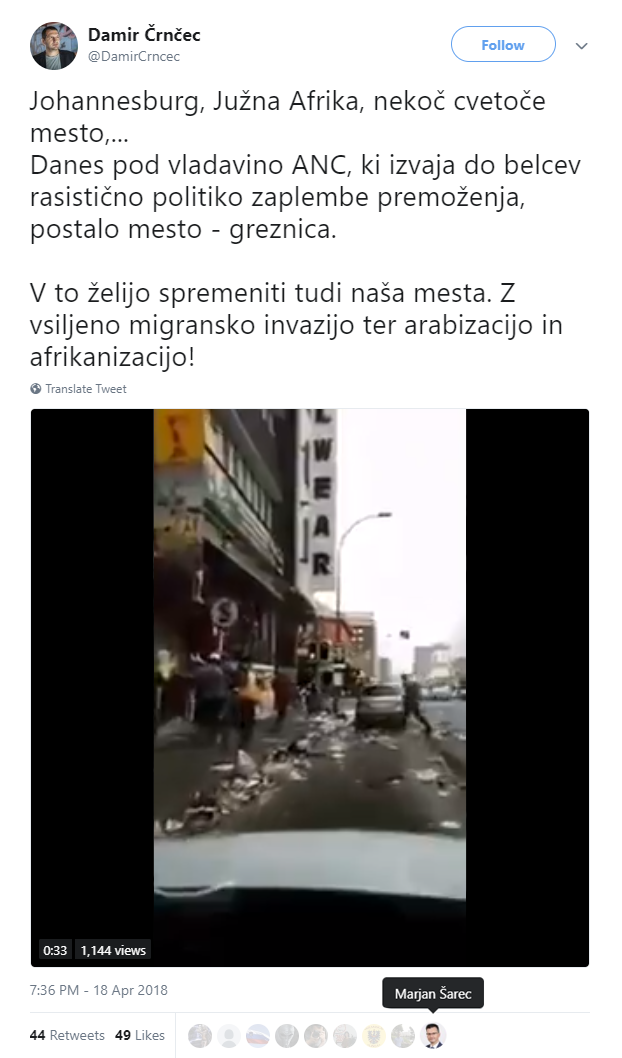 Damir Črnčec
@DamirCrncec
Follow
Johannesburg, Južna Afrika, nekoč cvetoče
mesto,...
Danes pod vladavino ANC, ki izvaja do belcev
rasistično politiko zaplembe premoženja,
postalo mesto - greznica.
V to želijo spremeniti tudi naša mesta. Z
vsiljeno migransko invazijo ter arabizacijo in
afrikanizacijo!
Translate Tweet
L
W
E
A
R
0:33 1,144 views
7:36 PM - 18 Apr 2018
Marjan Šarec
44 Retweets 49 Likes